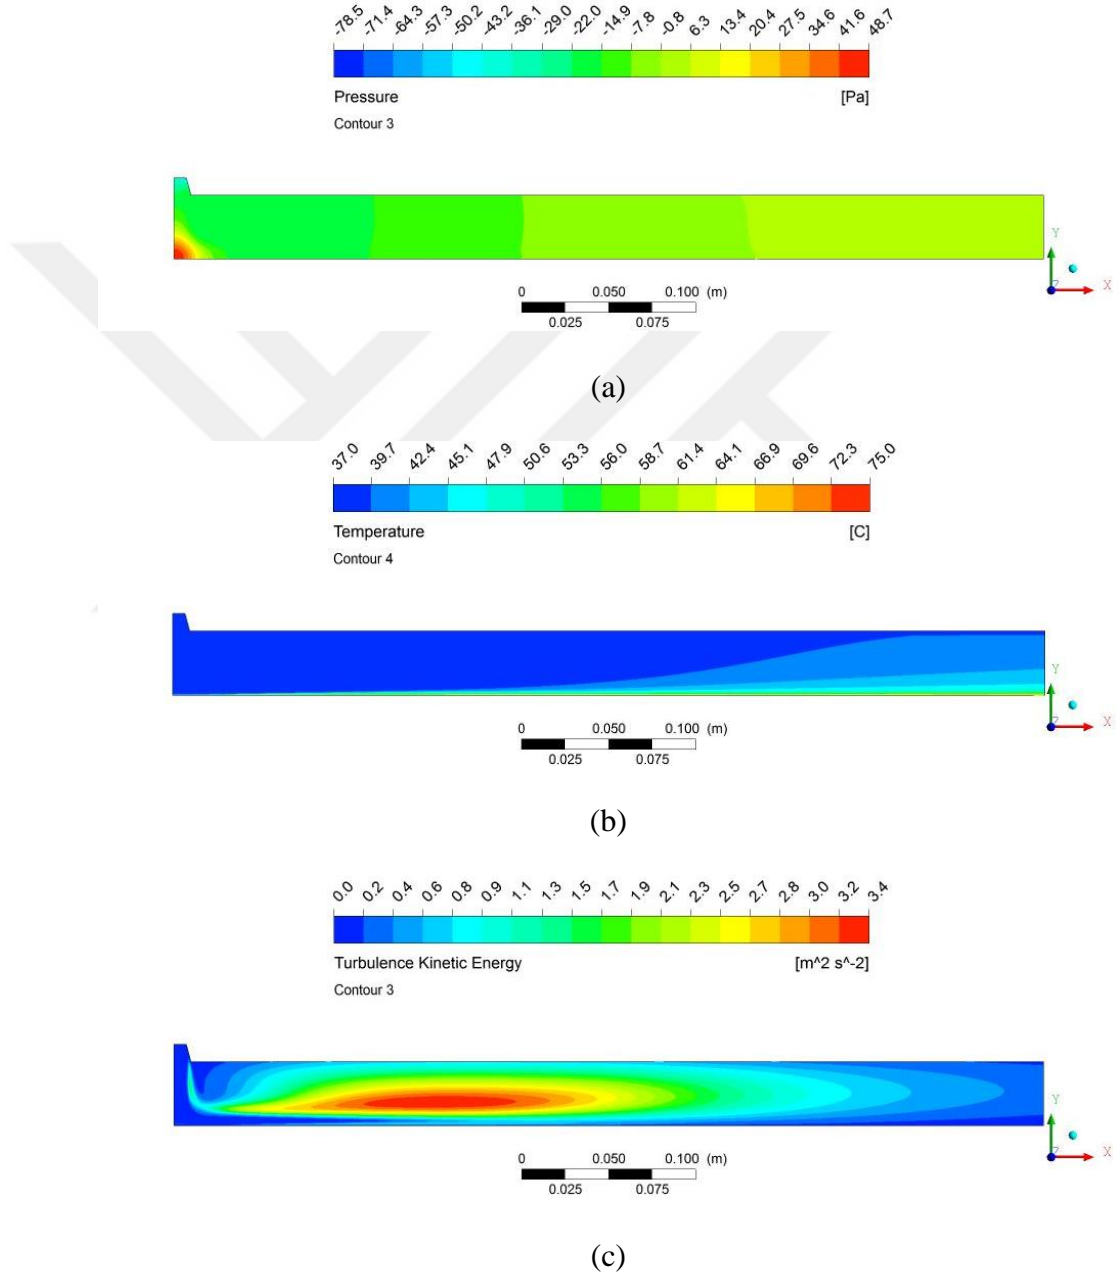 -78.5 -71.4 -64.3 -57.3 -50.2 -43.2 -36.1 -29.0 -22.0 -14.9 -7.8 -0.8 6.3 13.4 20.4 27.5 34.6 41.6 48.7
Pressure [Pa]
Contour 3
Y
X
Z
0 0.050 0.100 (m)
0.025 0.075
(a)
37.0 39.7 42.4 45.1 47.9 50.6 53.3 56.0 58.7 61.4 64.1 66.9 69.6 72.3 75.0
Temperature [C]
Contour 4
Y
X
Z
0 0.050 0.100 (m)
0.025 0.075
(b)
0.0 0.2 0.4 0.6 0.8 0.9 1.1 1.3 1.5 1.7 1.9 2.1 2.3 2.5 2.7 2.8 3.0 3.2 3.4
Turbulence Kinetic Energy [m^2 s^-2]
Contour 3
Y
X
Z
0 0.050 0.100 (m)
0.025 0.075
(c)